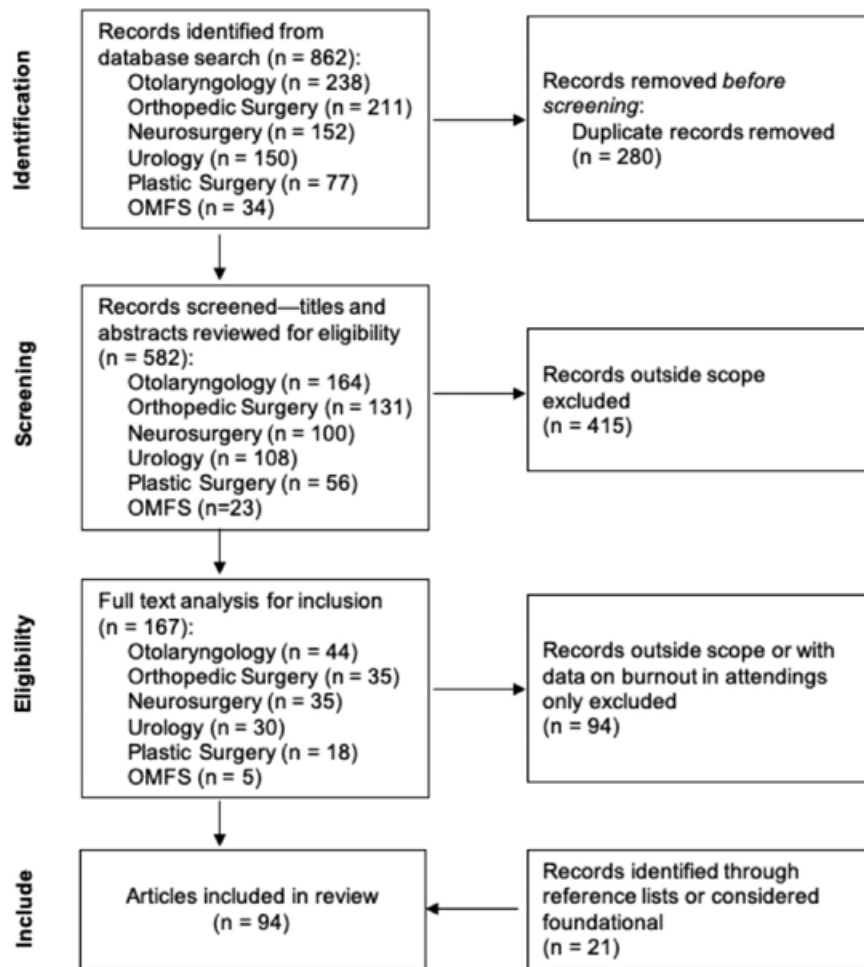 Identification
Records identified from
database search (n = 862):
Otolaryngology (n = 238)
Orthopedic Surgery (n = 211)
Neurosurgery (n = 152)
Urology (n = 150)
Plastic Surgery (n = 77)
OMFS (n = 34)
Records removed before
screening:
Duplicate records removed
(n = 280)
Screening
Records screened—titles and
abstracts reviewed for eligibility
(n = 582):
Otolaryngology (n = 164)
Orthopedic Surgery (n = 131)
Neurosurgery (n = 100)
Urology (n = 108)
Plastic Surgery (n = 56)
OMFS (n=23)
Records outside scope
excluded
(n = 415)
Eligibility
Full text analysis for inclusion
(n = 167):
Otolaryngology (n = 44)
Orthopedic Surgery (n = 35)
Neurosurgery (n = 35)
Urology (n = 30)
Plastic Surgery (n = 18)
OMFS (n = 5)
Records outside scope or with
data on burnout in attendings
only excluded
(n = 94)
Include
Articles included in review
(n = 94)
Records identified through
reference lists or considered
foundational
(n = 21)